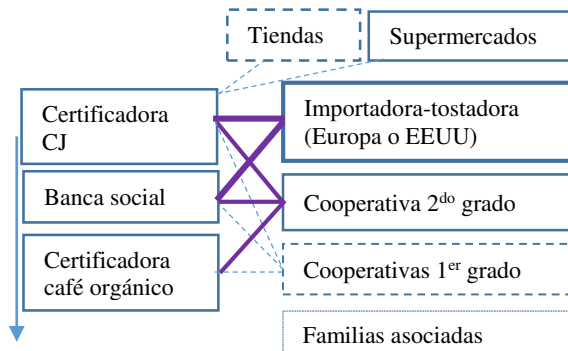 Tiendas
Supermercados
Certificadora
CJ
Importadora-tostadora
(Europa o EEUU)
Banca social
Cooperativa 2do grado
Certificadora
café orgánico
Cooperativas 1er grado
Familias asociadas